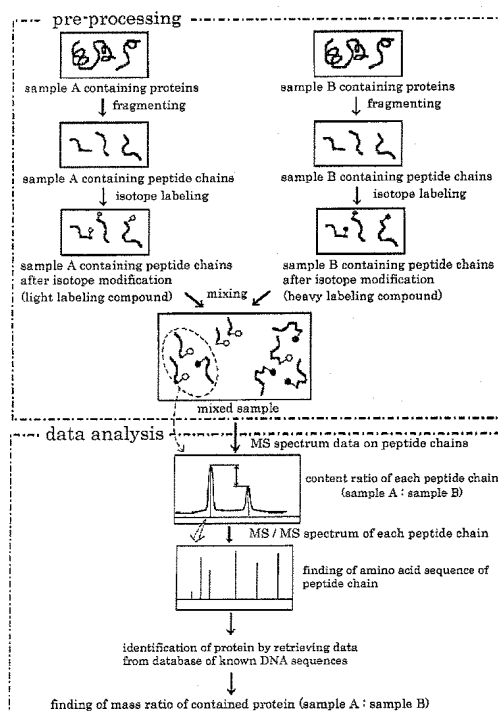 pre-processing
sample A containing proteins
fragmenting
sample A containing peptide chains
isotope labeling
sample A containing peptide chains
after isotope modification
(light labeling compound)
sample B containing proteins
fragmenting
sample B containing peptide chains
isotope labeling
sample B containing peptide chains
after isotope modification
(heavy labeling compound)
mixing
mixed sample
data analysis
MS spectrum data on peptide chains
content ratio of each peptide chain
(sample A : sample B)
MS / MS spectrum of each peptide chain
finding of amino acid sequence of
peptide chain
identification of protein by retrieving data
from database of known DNA sequences
finding of mass ratio of contained protein (sample A : sample B)